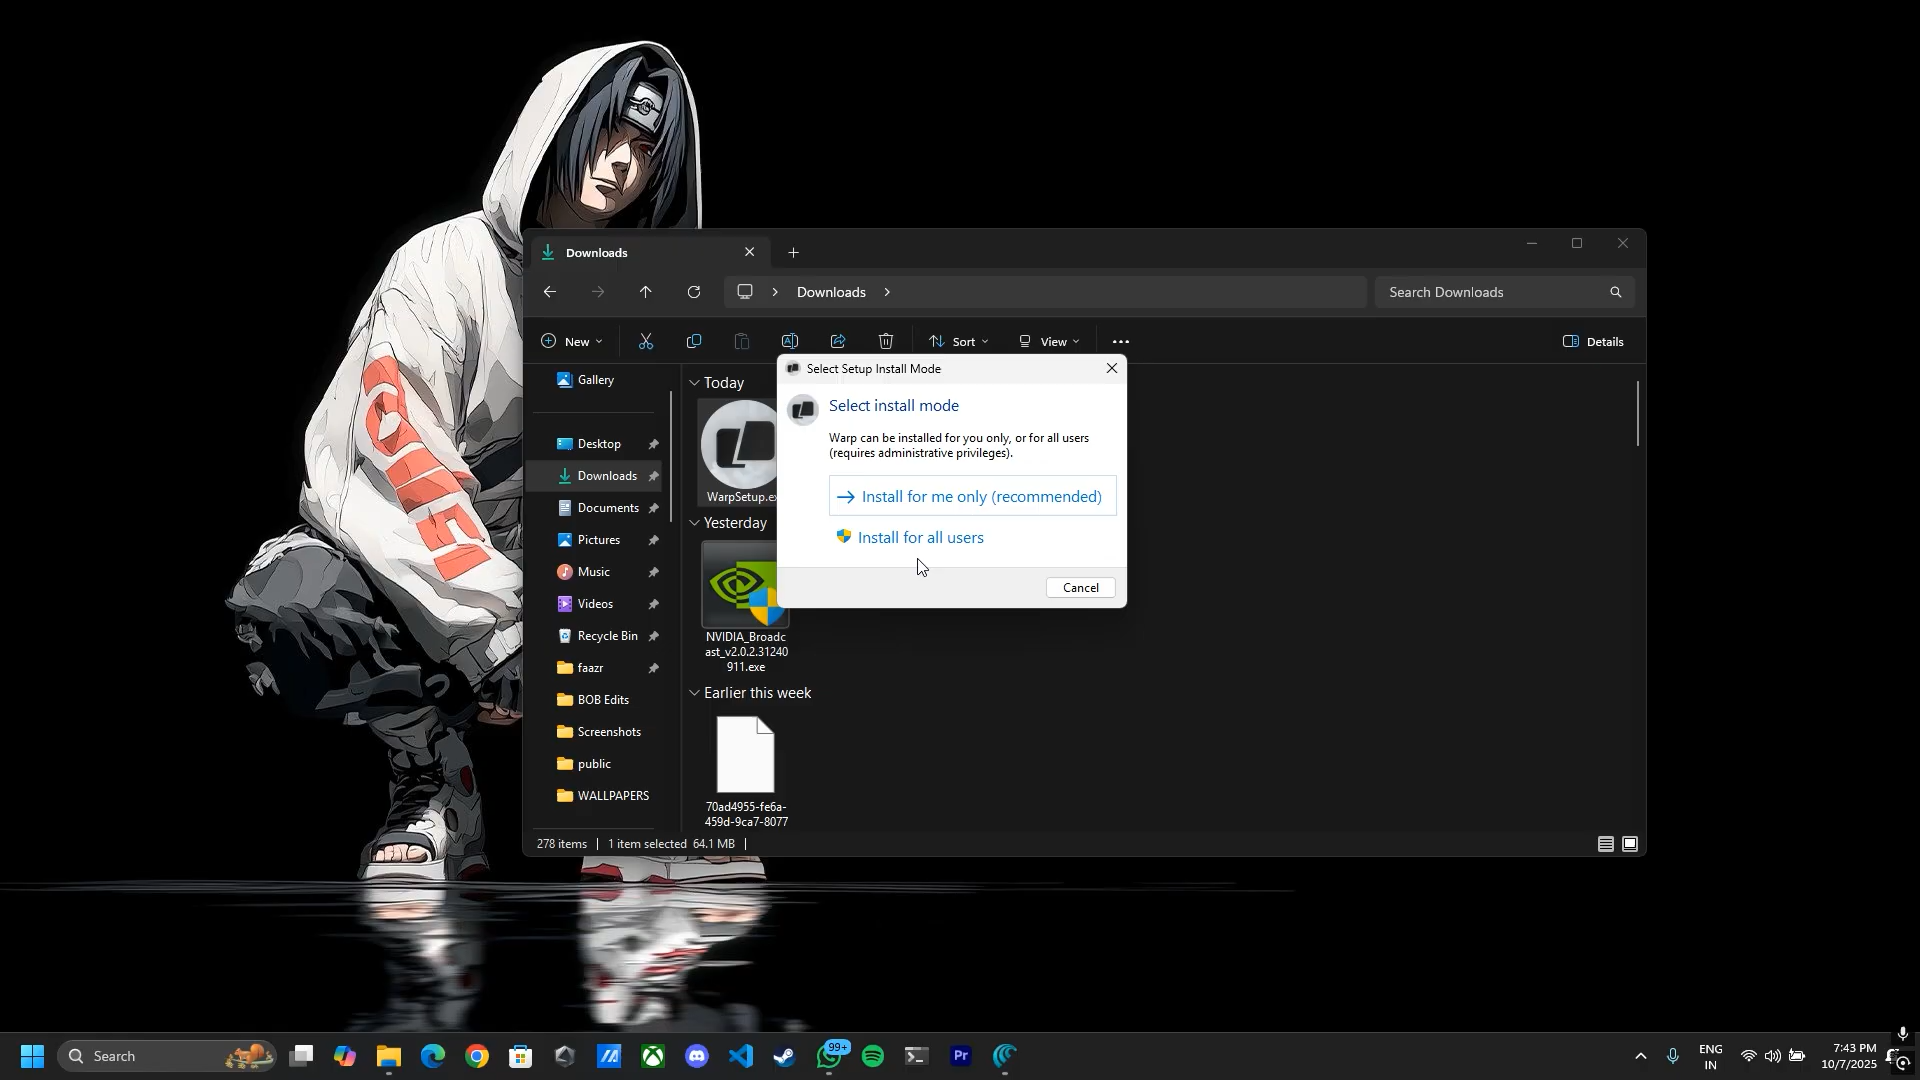 Downloads
Downloads
Search Downloads
New
Sort
View
Details
Gallery
Desktop
Downloads
Documents
Pictures
Music
Videos
Recycle Bin
faazr
BOB Edits
Screenshots
public
WALLPAPERS
Today
WarpSetup.ex
Yesterday
NVIDIA_Broadc
ast_v2.0.2.31240
911.exe
Earlier this week
70ad4955-fe6a-
459d-9ca7-8077
Select Setup Install Mode
Select install mode
Warp can be installed for you only, or for all users
(requires administrative privileges).
Install for me only (recommended)
Install for all users
Cancel
278 items
1 item selected 64.1 MB
Search
99+
Pr
ENG
IN
7:43 PM
10/7/2025